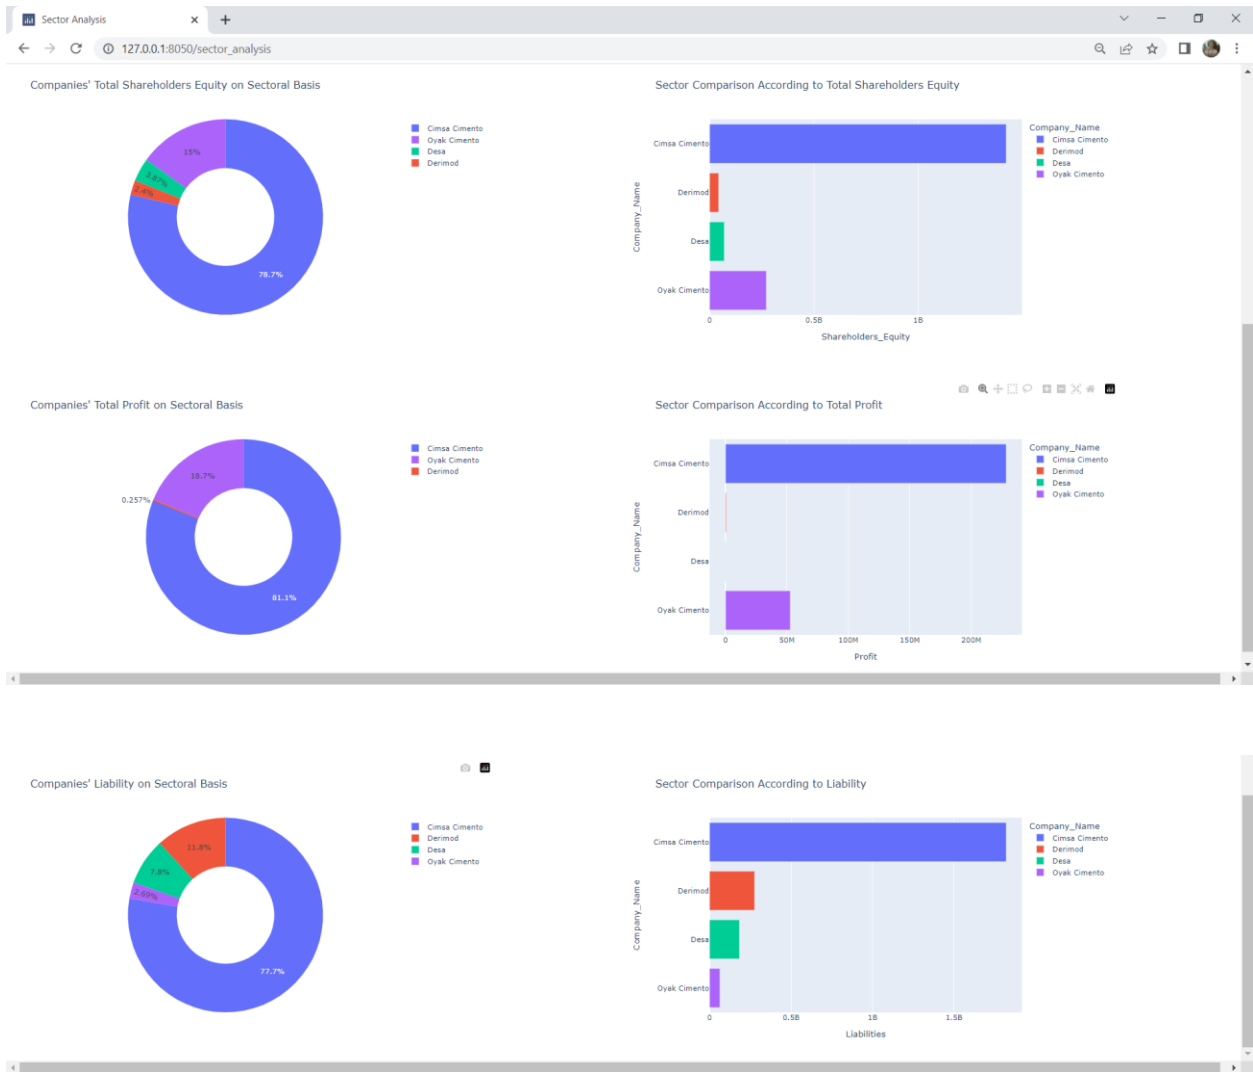 Sector Analysis
127.0.0.1:8050/sector_analysis
Companies' Total Shareholders Equity on Sectoral Basis
Cimsa Cimento
Oyak Cimento
Desa
Derimod
15%
3.87%
2.4%
78.7%
Sector Comparison According to Total Shareholders Equity
Company_Name
Cimsa Cimento
Derimod
Desa
Oyak Cimento
Company_Name
Cimsa Cimento
Derimod
Desa
Oyak Cimento
0
0.5B
1B
Shareholders_Equity
Companies' Total Profit on Sectoral Basis
Cimsa Cimento
Oyak Cimento
Derimod
18.7%
0.257%
81.1%
Sector Comparison According to Total Profit
Company_Name
Cimsa Cimento
Derimod
Desa
Oyak Cimento
Company_Name
Cimsa Cimento
Derimod
Desa
Oyak Cimento
0
50M
100M
150M
200M
Profit
Companies' Liability on Sectoral Basis
Cimsa Cimento
Derimod
Desa
Oyak Cimento
11.8%
7.8%
2.69%
77.7%
Sector Comparison According to Liability
Company_Name
Cimsa Cimento
Derimod
Desa
Oyak Cimento
Company_Name
Cimsa Cimento
Derimod
Desa
Oyak Cimento
0
0.5B
1B
1.5B
Liabilities